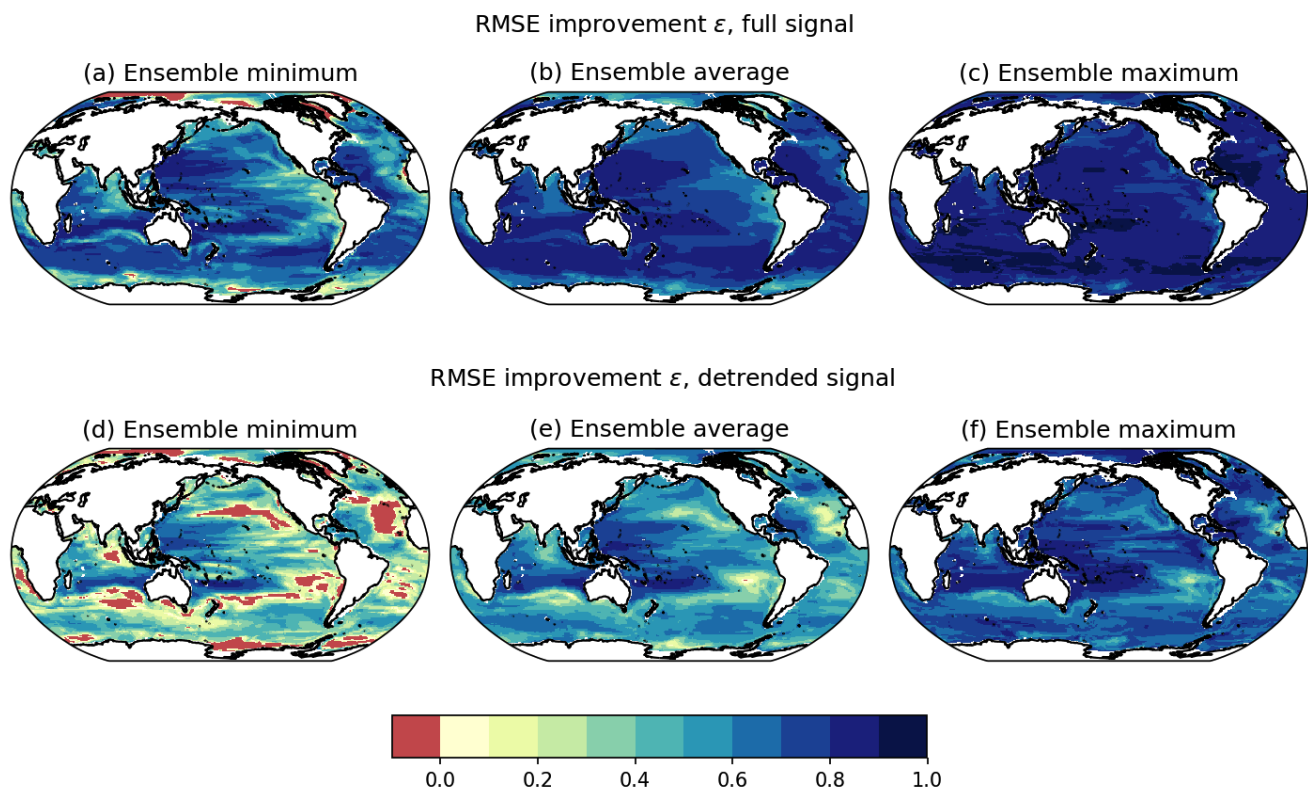 RMSE improvement ε, full signal
(a) Ensemble minimum
(b) Ensemble average
(c) Ensemble maximum
RMSE improvement ε, detrended signal
(d) Ensemble minimum
(e) Ensemble average
(f) Ensemble maximum
0.0 0.2 0.4 0.6 0.8 1.0